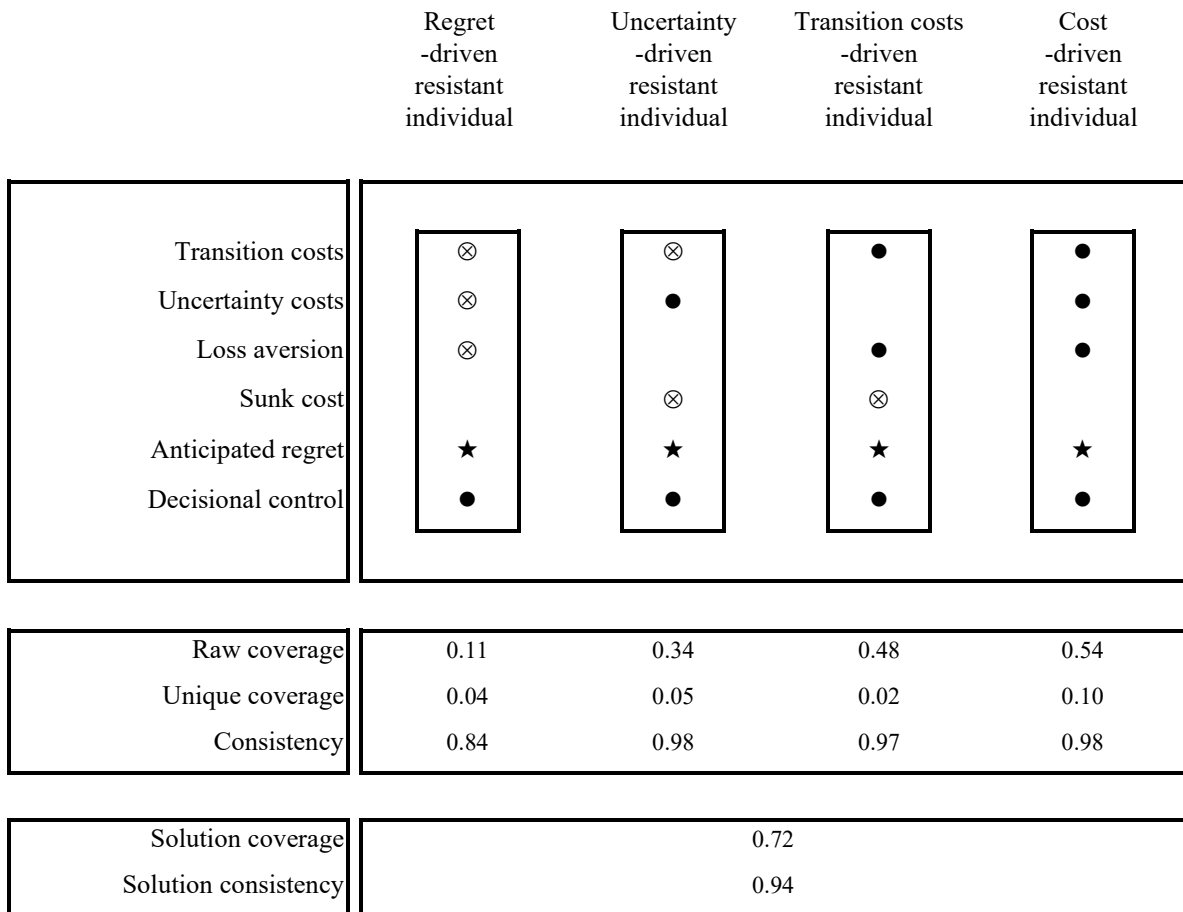 Regret Uncertainty Transition costs Cost
-driven -driven -driven -driven
resistant resistant resistant resistant
individual individual individual individual
Transition costs ⊗ ⊗ ● ●
Uncertainty costs ⊗ ● ●
Loss aversion ⊗ ● ●
Sunk cost ⊗ ⊗
Anticipated regret ★ ★ ★ ★
Decisional control ● ● ● ●
Raw coverage 0.11 0.34 0.48 0.54
Unique coverage 0.04 0.05 0.02 0.10
Consistency 0.84 0.98 0.97 0.98
Solution coverage 0.72
Solution consistency 0.94